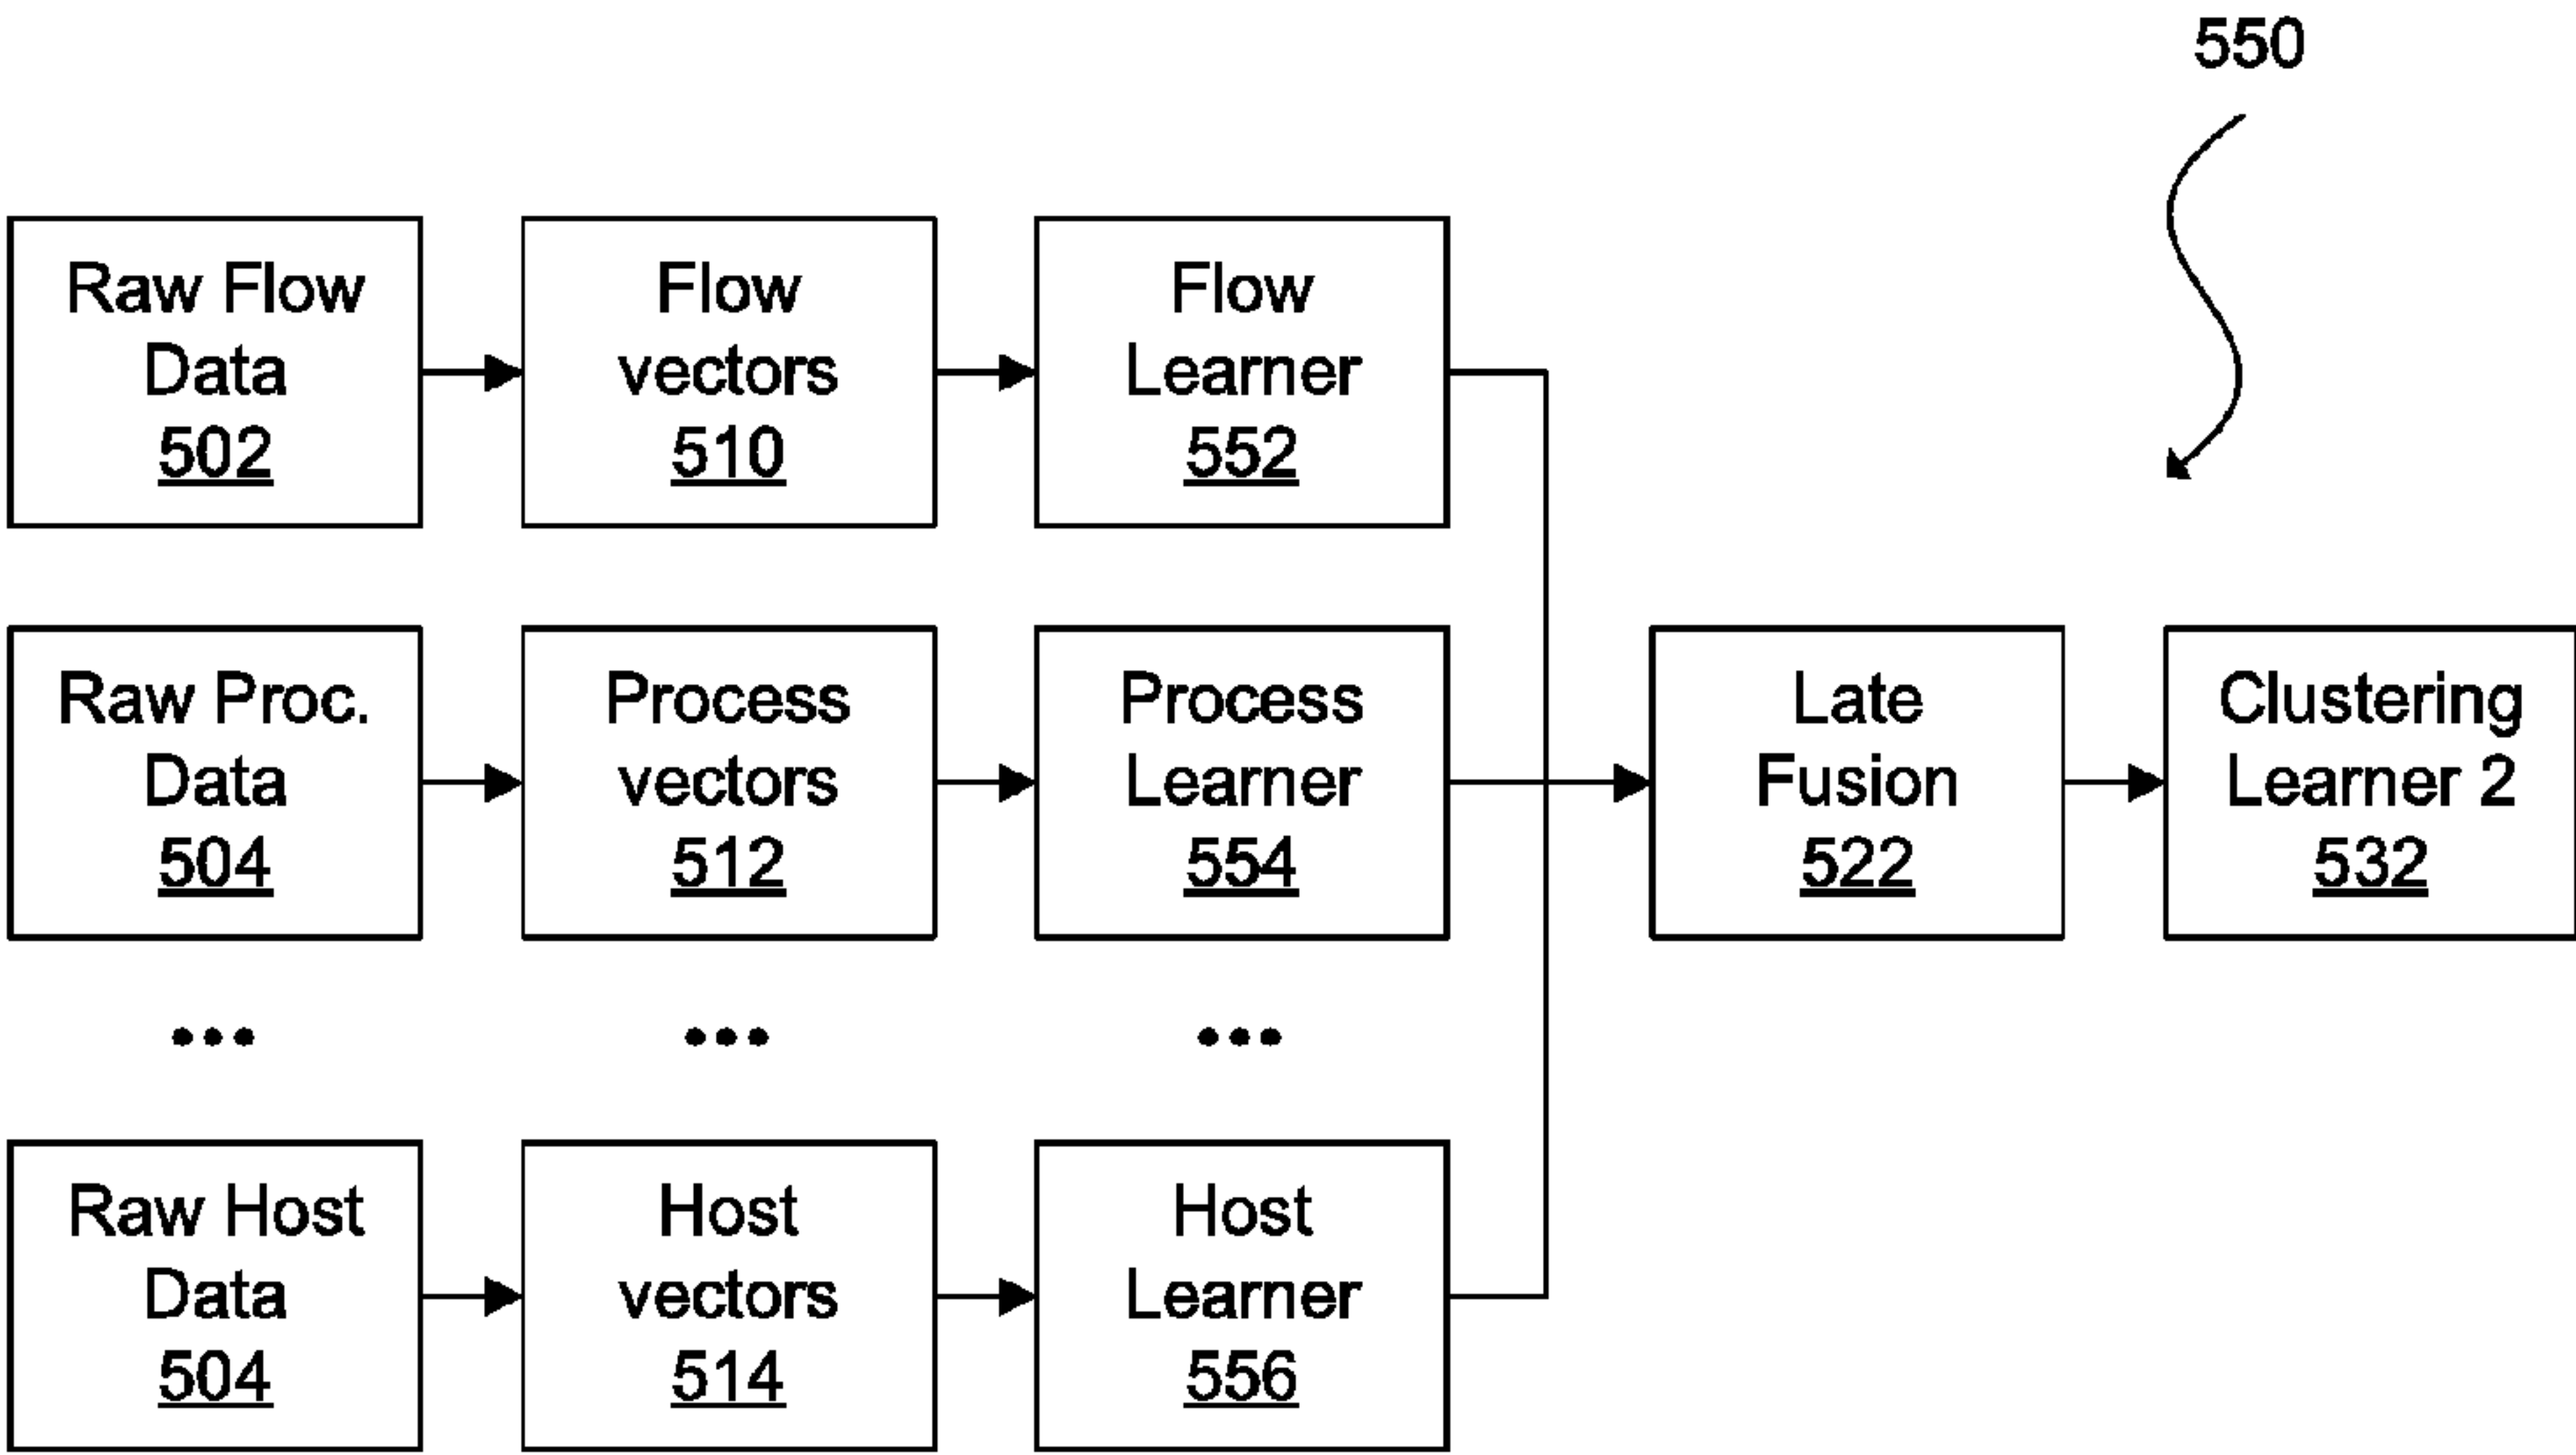 550
Raw Flow
Data
502
Flow
vectors
510
Flow
Learner
552
Raw Proc.
Data
504
Process
vectors
512
Process
Learner
554
Late
Fusion
522
Clustering
Learner 2
532
...
...
...
Raw Host
Data
504
Host
vectors
514
Host
Learner
556